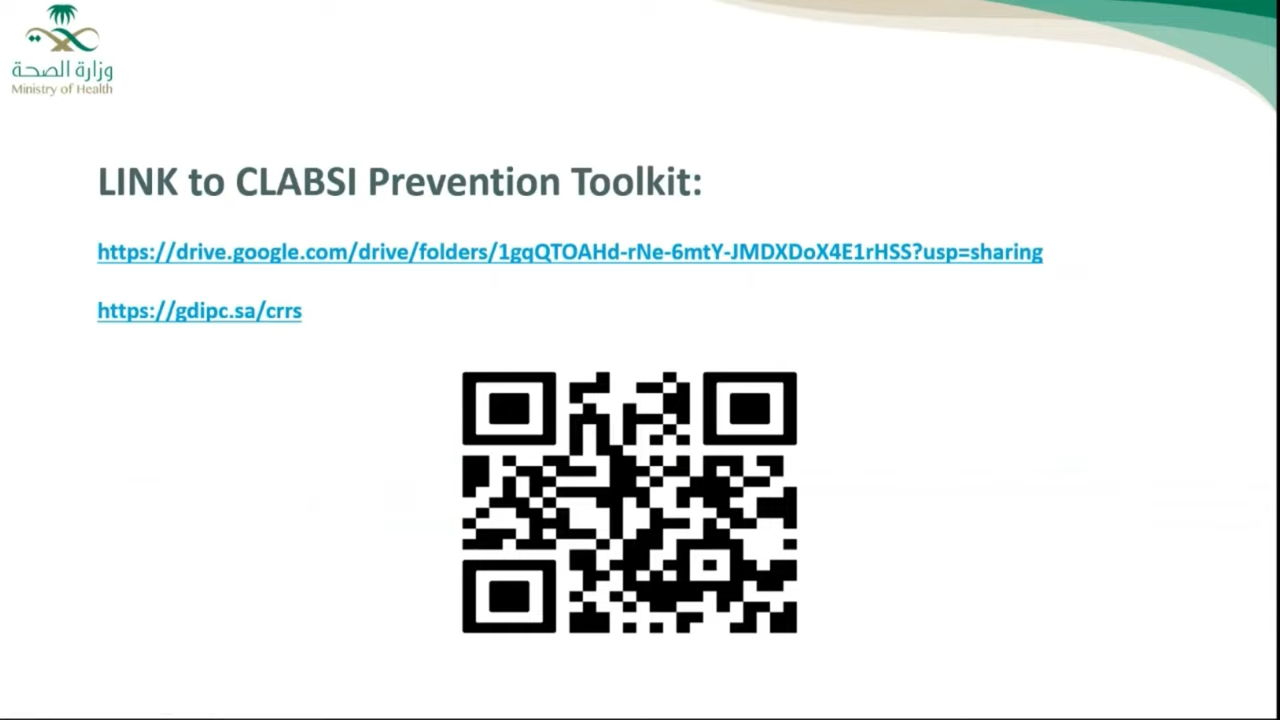 وزارة الصحة
Ministry of Health
LINK to CLABSI Prevention Toolkit:
https://drive.google.com/drive/folders/1gqQTOAHd-rNe-6mtY-JMDXDoX4E1rHSS?usp=sharing
https://gdipc.sa/crrs